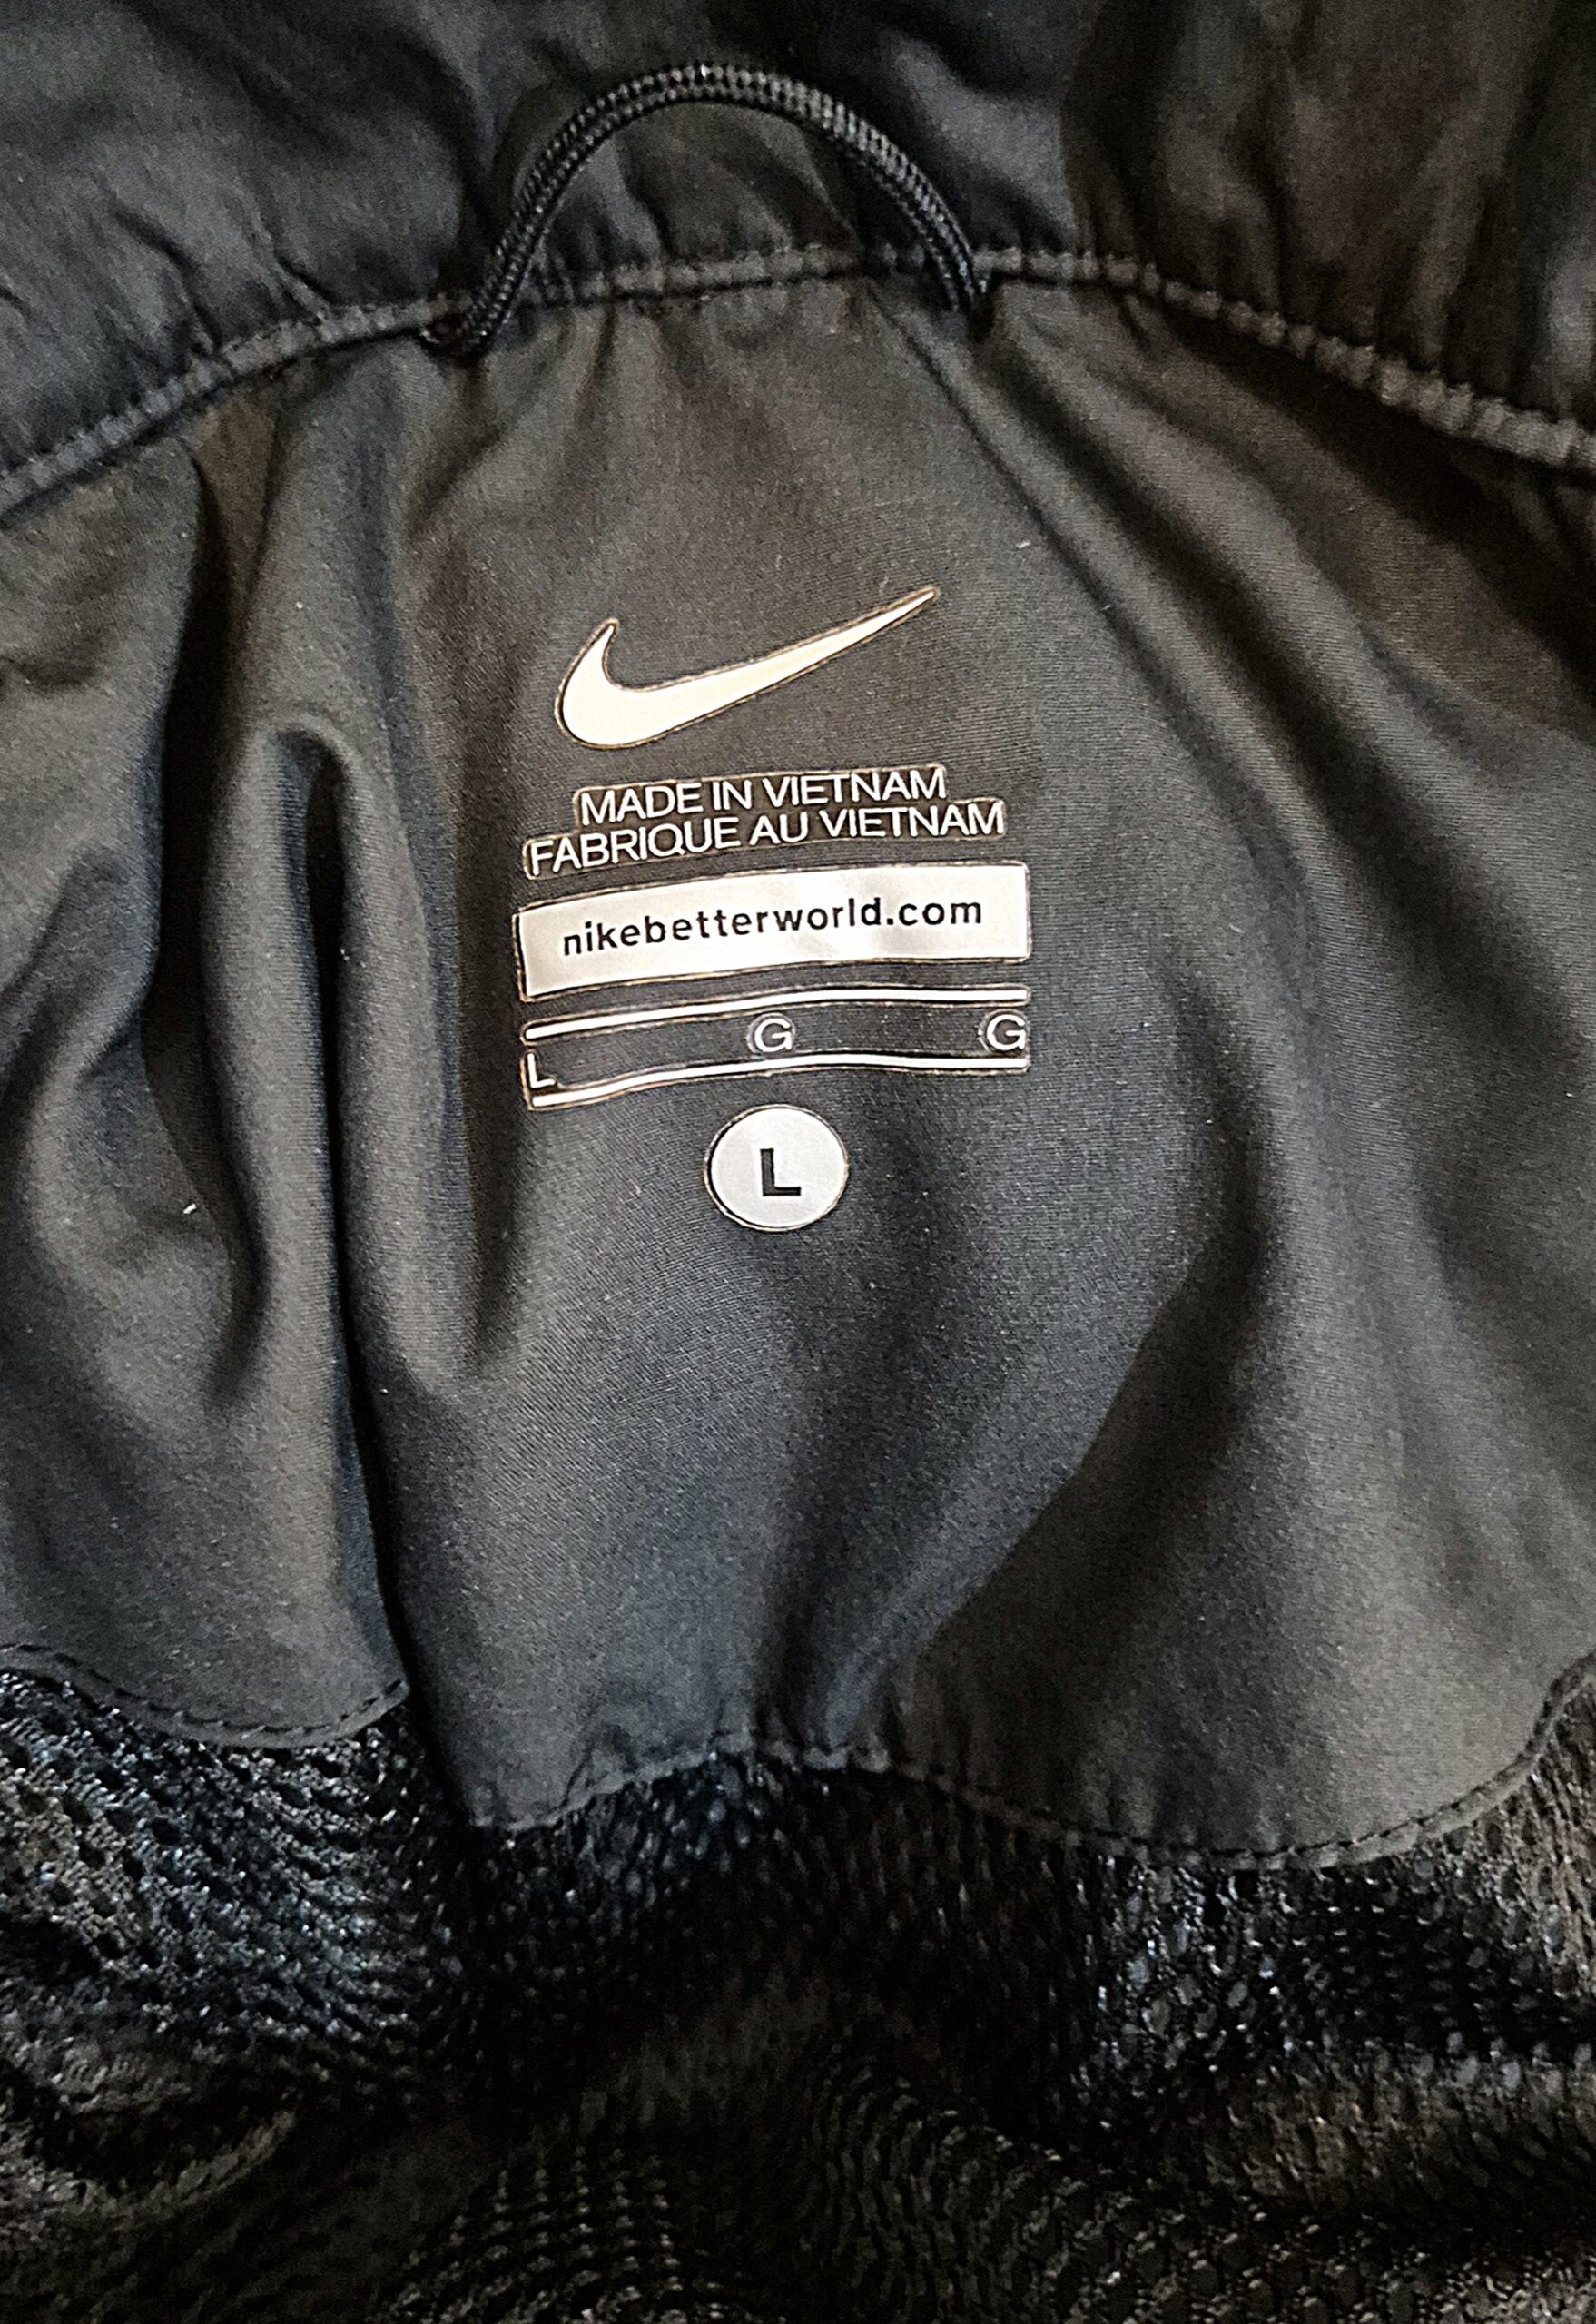 MADE IN VIETNAM
FABRIQUE AU VIETNAM
nikebetterworld.com
L G G
L